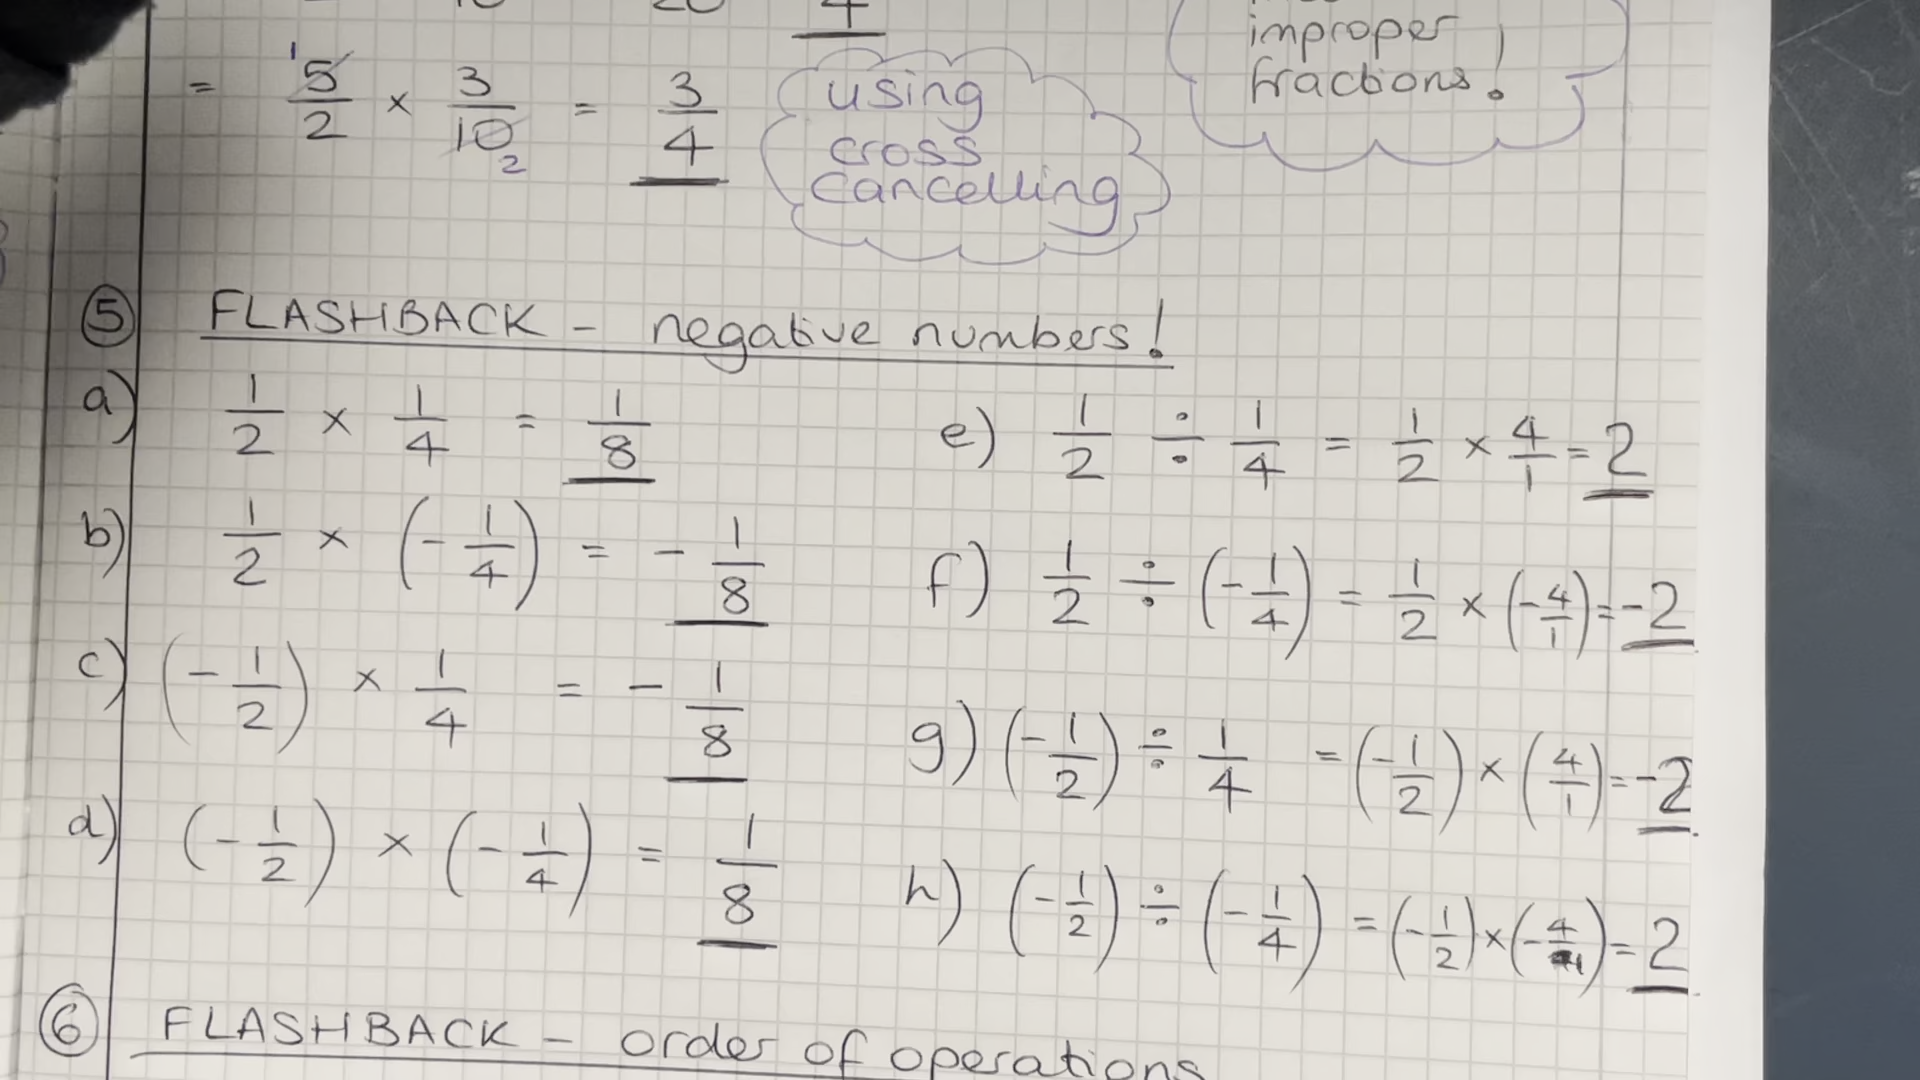 improper
fractions!
= ¹5/2 × 3/10₂ = 3/4
using
cross
cancelling
⑤ FLASHBACK - negative numbers!
a) 1/2 × 1/4 = 1/8
b) 1/2 × (-1/4) = -1/8
c) (-1/2) × 1/4 = -1/8
d) (-1/2) × (-1/4) = 1/8
e) 1/2 ÷ 1/4 = 1/2 × 4/1 = 2
f) 1/2 ÷ (-1/4) = 1/2 × (-4/1) = -2
g) (-1/2) ÷ 1/4 = (-1/2) × (4/1) = -2
h) (-1/2) ÷ (-1/4) = (-1/2) × (-4/1) = 2
⑥ FLASHBACK - order of operations